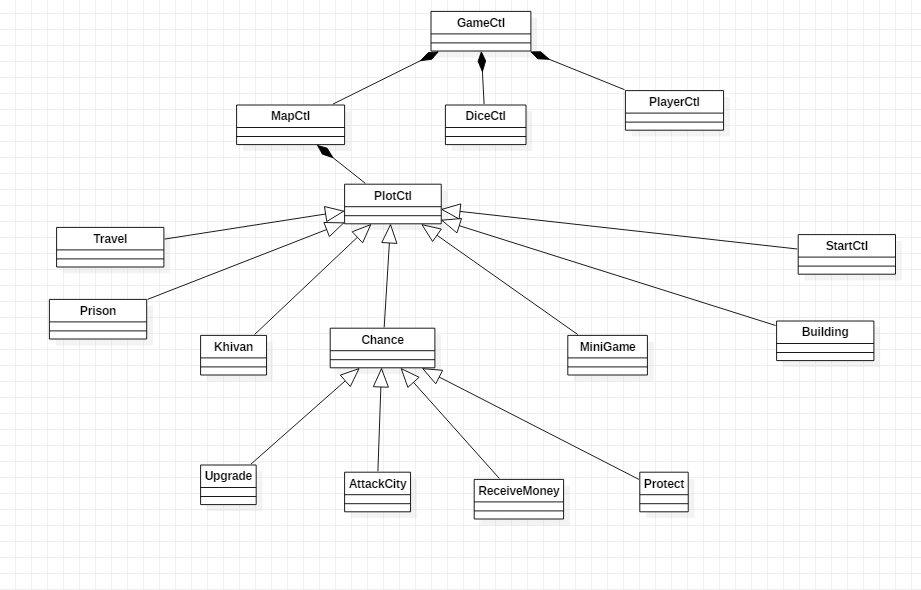 GameCtl
MapCtl
DiceCtl
PlayerCtl
PlotCtl
Travel
StartCtl
Prison
Khivan
Chance
MiniGame
Building
Upgrade
AttackCity
ReceiveMoney
Protect